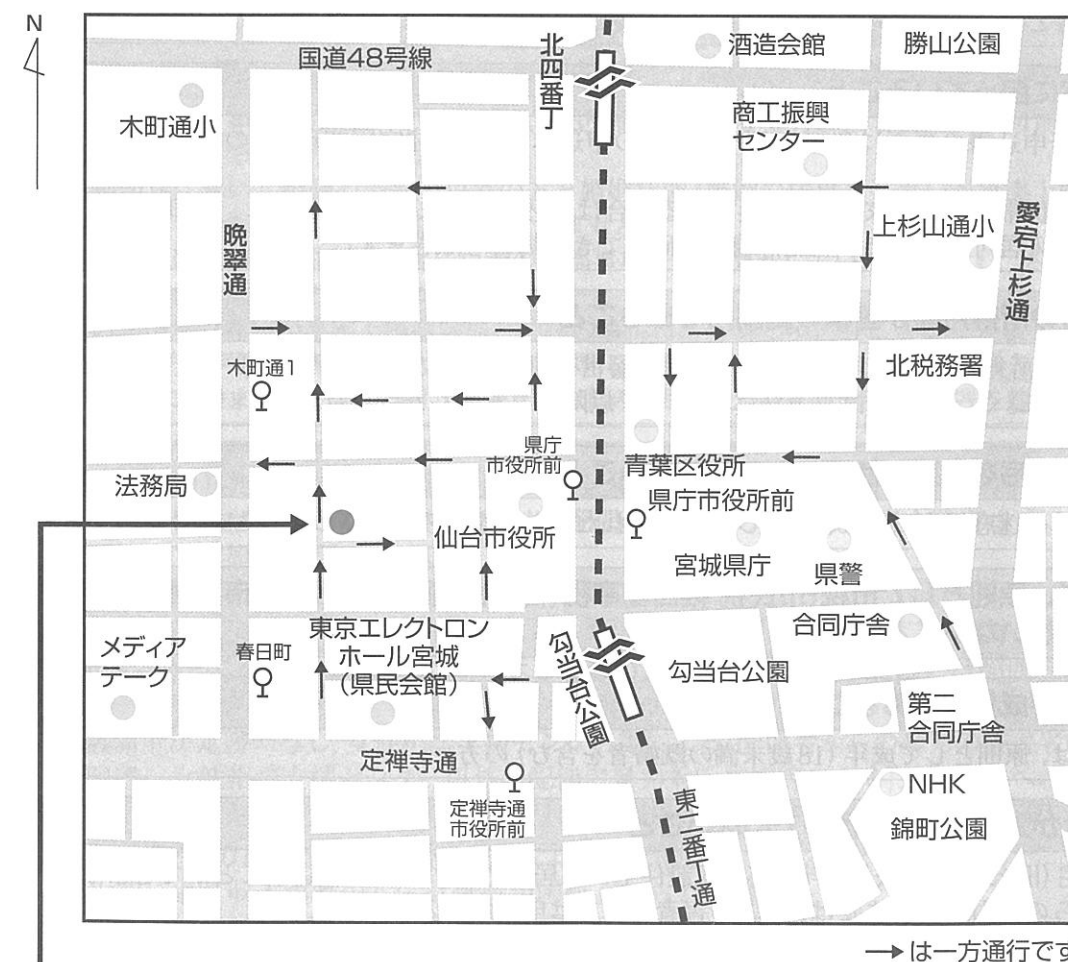 N
国道48号線
北四番丁
酒造会館
勝山公園
木町通小
商工振興
センター
晩翠通
上杉山通小
愛宕上杉通
木町通1
北税務署
県庁
市役所前
青葉区役所
法務局
県庁市役所前
仙台市役所
宮城県庁
県警
メディア
テーク
春日町
東京エレクトロン
ホール宮城
(県民会館)
勾当台公園
合同庁舎
勾当台公園
第二
合同庁舎
定禅寺通
NHK
定禅寺通
市役所前
東二番丁通
錦町公園
→は一方通行です